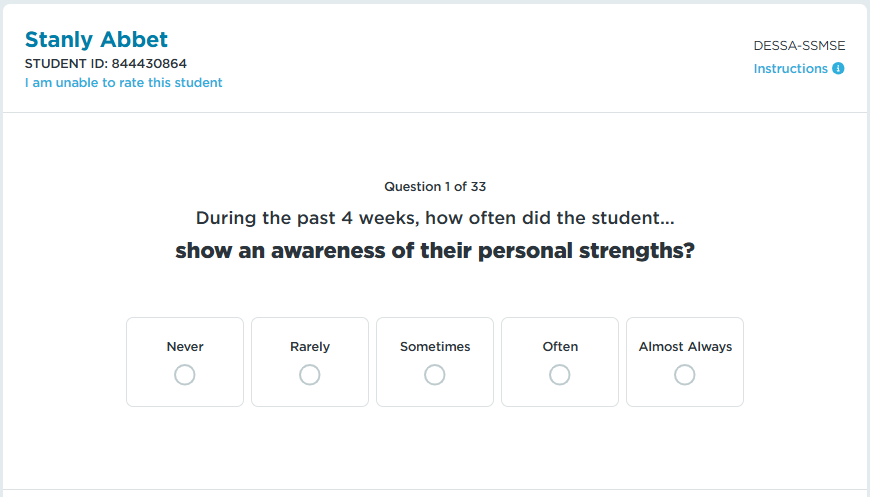 Stanly Abbet
STUDENT ID: 844430864
I am unable to rate this student
DESSA-SSMSE
Instructions
Question 1 of 33
During the past 4 weeks, how often did the student...
show an awareness of their personal strengths?
Never
Rarely
Sometimes
Often
Almost Always